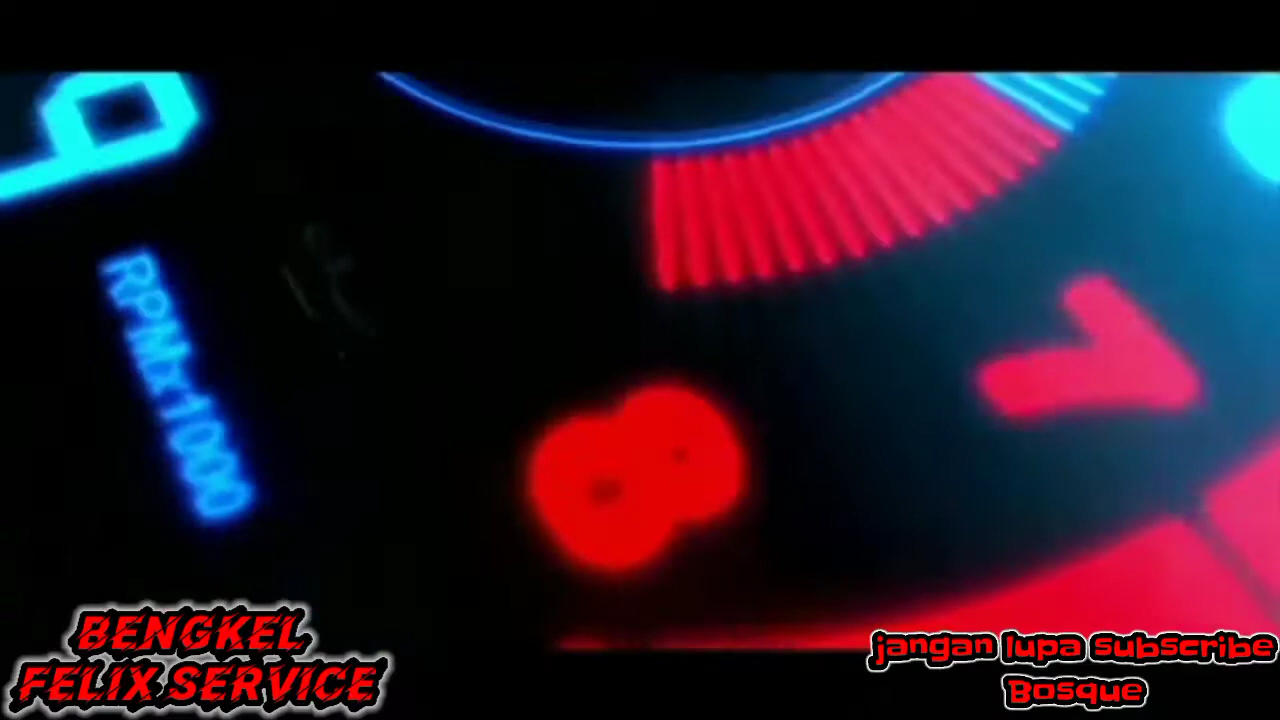 9
RPMx1000
8
7
BENGKEL
FELIX SERVICE
jangan lupa subscribe
Bosque